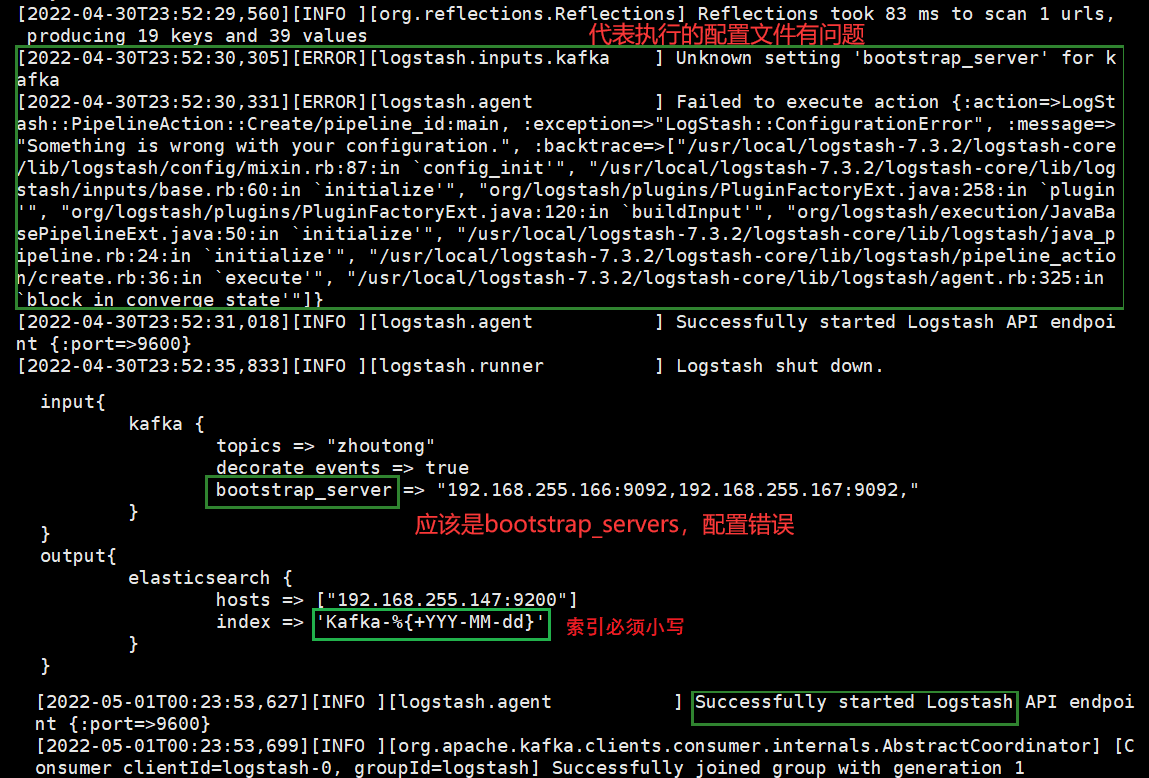 [2022-04-30T23:52:29,560][INFO ][org.reflections.Reflections] Reflections took 83 ms to scan 1 urls,
producing 19 keys and 39 values
代表执行的配置文件有问题
[2022-04-30T23:52:30,305][ERROR][logstash.inputs.kafka    ] Unknown setting 'bootstrap_server' for k
afka
[2022-04-30T23:52:30,331][ERROR][logstash.agent           ] Failed to execute action {:action=>LogSt
ash::PipelineAction::Create/pipeline_id:main, :exception=>"LogStash::ConfigurationError", :message=>
"Something is wrong with your configuration.", :backtrace=>["/usr/local/logstash-7.3.2/logstash-core
/lib/logstash/config/mixin.rb:87:in `config_init'", "/usr/local/logstash-7.3.2/logstash-core/lib/log
stash/inputs/base.rb:60:in `initialize'", "org/logstash/plugins/PluginFactoryExt.java:258:in `plugin
'", "org/logstash/plugins/PluginFactoryExt.java:120:in `buildInput'", "org/logstash/execution/JavaBa
sePipelineExt.java:50:in `initialize'", "/usr/local/logstash-7.3.2/logstash-core/lib/logstash/java_p
ipeline.rb:24:in `initialize'", "/usr/local/logstash-7.3.2/logstash-core/lib/logstash/pipeline_actio
n/create.rb:36:in `execute'", "/usr/local/logstash-7.3.2/logstash-core/lib/logstash/agent.rb:325:in
`block in converge_state'"]}
[2022-04-30T23:52:31,018][INFO ][logstash.agent           ] Successfully started Logstash API endpoi
nt {:port=>9600}
[2022-04-30T23:52:35,833][INFO ][logstash.runner          ] Logstash shut down.
input{
kafka {
topics => "zhoutong"
decorate_events => true
bootstrap_server => "192.168.255.166:9092,192.168.255.167:9092,"
}
应该是bootstrap_servers，配置错误
}
output{
elasticsearch {
hosts => ["192.168.255.147:9200"]
index => 'Kafka-%{+YYY-MM-dd}' 索引必须小写
}
}
[2022-05-01T00:23:53,627][INFO ][logstash.agent           ] Successfully started Logstash API endpoi
nt {:port=>9600}
[2022-05-01T00:23:53,699][INFO ][org.apache.kafka.clients.consumer.internals.AbstractCoordinator] [C
onsumer clientId=logstash-0, groupId=logstash] Successfully joined group with generation 1